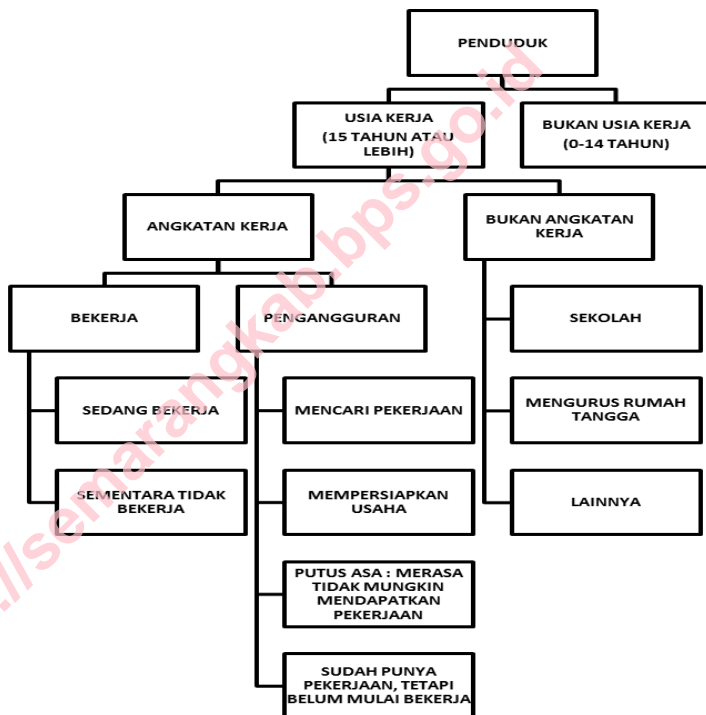 PENDUDUK
USIA KERJA
(15 TAHUN ATAU
LEBIH)
BUKAN USIA KERJA
(0-14 TAHUN)
ANGKATAN KERJA
BUKAN ANGKATAN
KERJA
BEKERJA
PENGANGGURAN
SEKOLAH
SEDANG BEKERJA
MENCARI PEKERJAAN
MENGURUS RUMAH
TANGGA
SEMENTARA TIDAK
BEKERJA
MEMPERSIAPKAN
USAHA
LAINNYA
PUTUS ASA : MERASA
TIDAK MUNGKIN
MENDAPATKAN
PEKERJAAN
SUDAH PUNYA
PEKERJAAN, TETAPI
BELUM MULAI BEKERJA
://semarangkab.bps.go.id